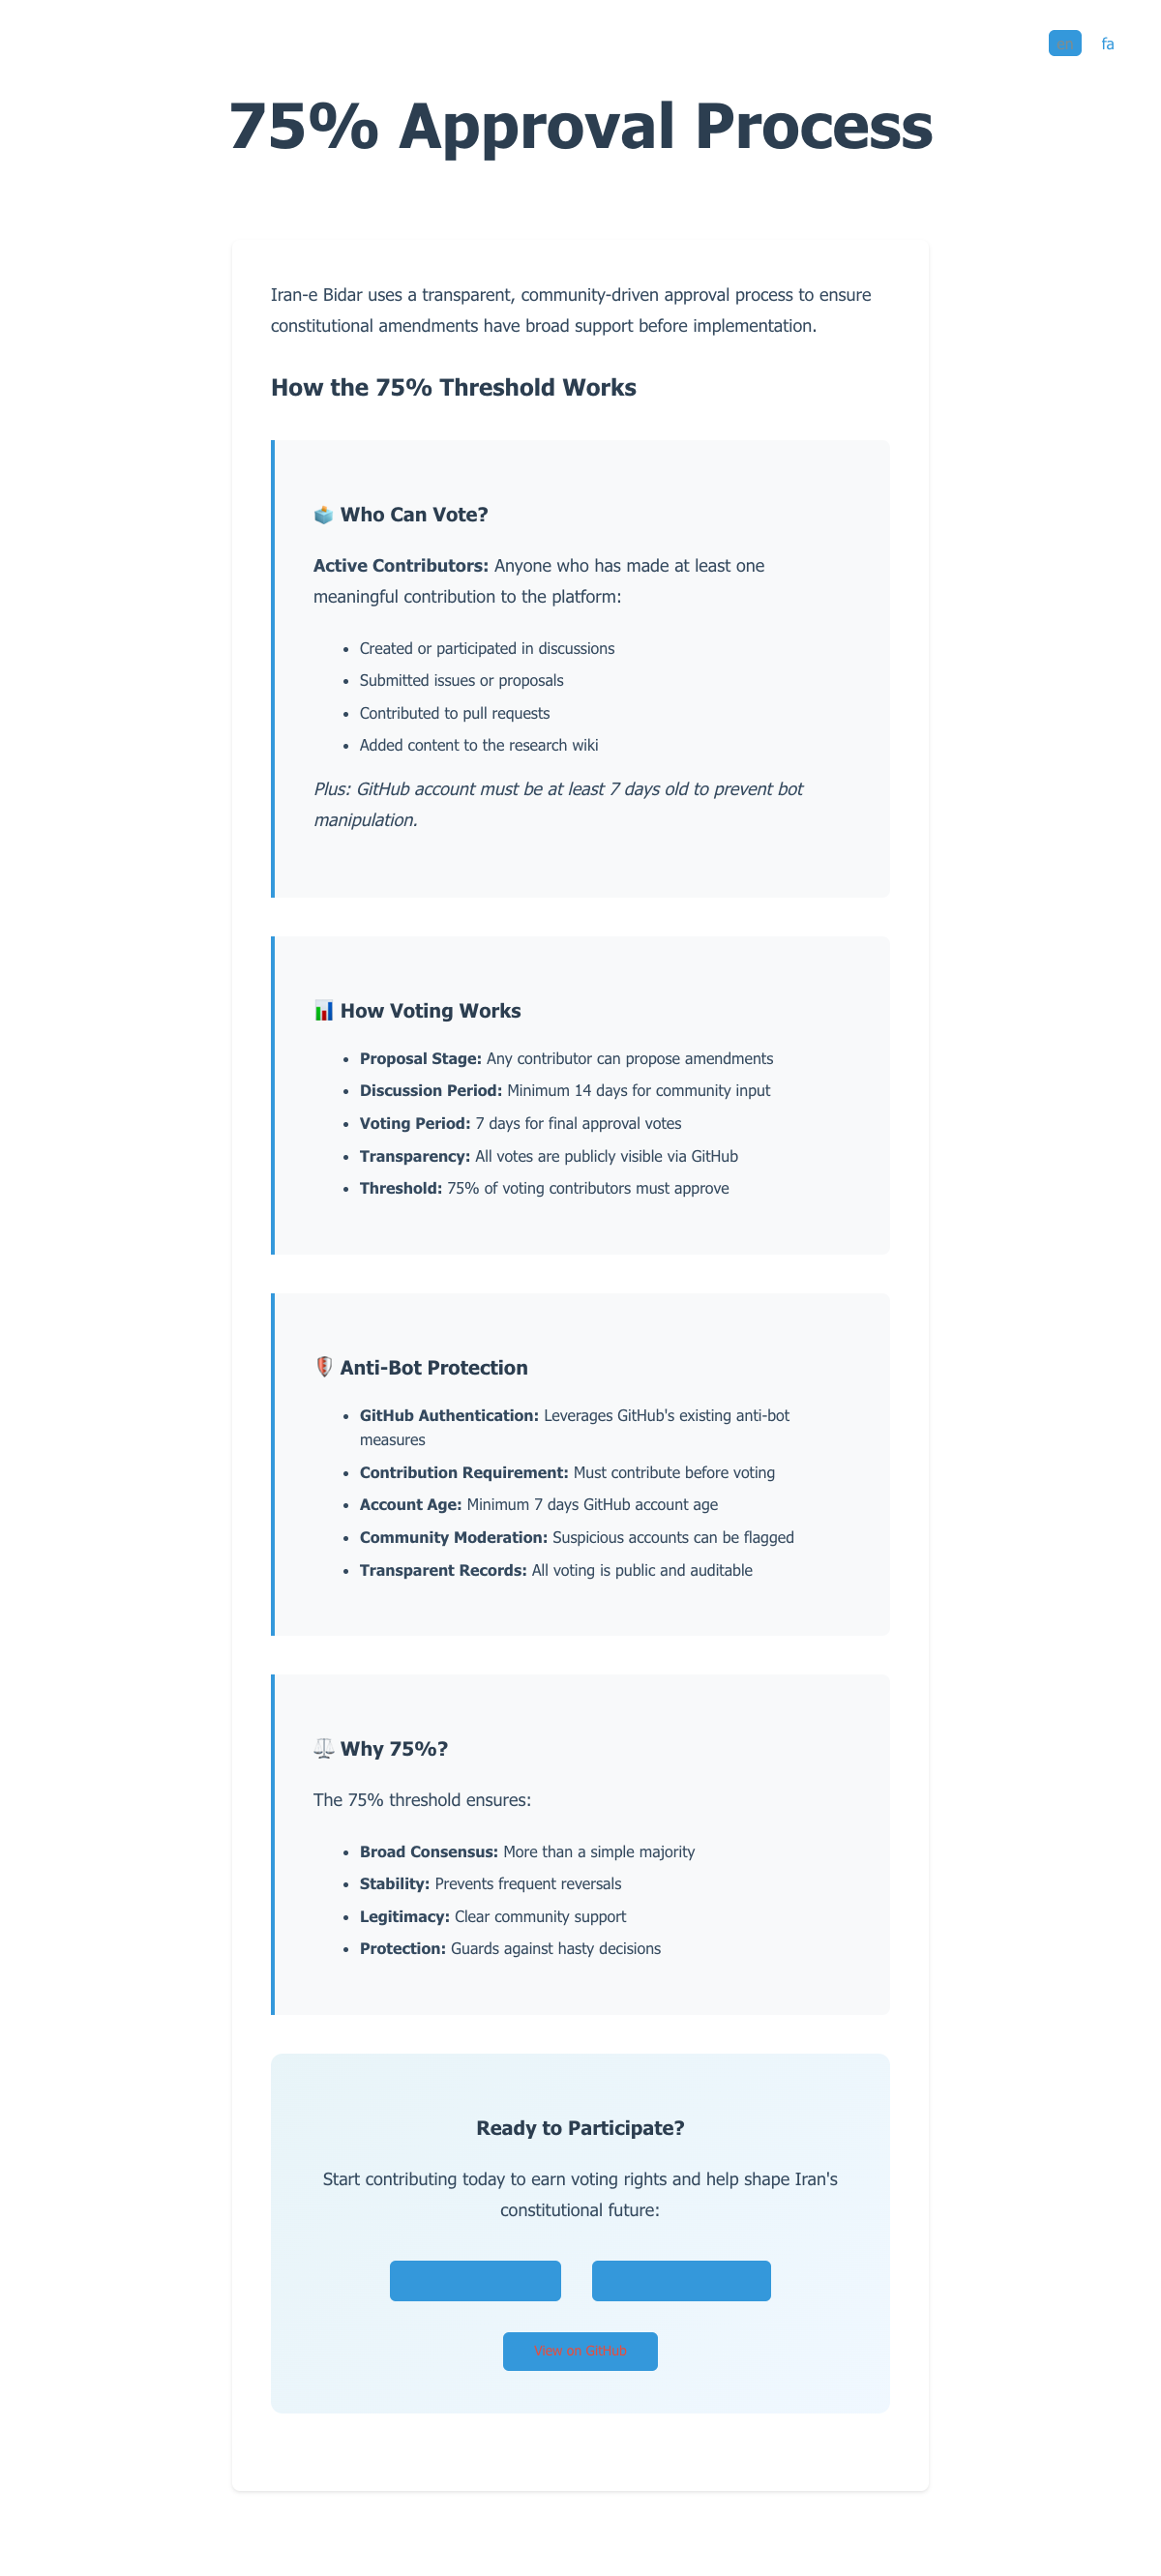 en fa
75% Approval Process
Iran-e Bidar uses a transparent, community-driven approval process to ensure
constitutional amendments have broad support before implementation.
How the 75% Threshold Works
🗳️ Who Can Vote?
Active Contributors: Anyone who has made at least one
meaningful contribution to the platform:
• Created or participated in discussions
• Submitted issues or proposals
• Contributed to pull requests
• Added content to the research wiki
Plus: GitHub account must be at least 7 days old to prevent bot
manipulation.
📊 How Voting Works
• Proposal Stage: Any contributor can propose amendments
• Discussion Period: Minimum 14 days for community input
• Voting Period: 7 days for final approval votes
• Transparency: All votes are publicly visible via GitHub
• Threshold: 75% of voting contributors must approve
🛡️ Anti-Bot Protection
• GitHub Authentication: Leverages GitHub's existing anti-bot
measures
• Contribution Requirement: Must contribute before voting
• Account Age: Minimum 7 days GitHub account age
• Community Moderation: Suspicious accounts can be flagged
• Transparent Records: All voting is public and auditable
⚖️ Why 75%?
The 75% threshold ensures:
• Broad Consensus: More than a simple majority
• Stability: Prevents frequent reversals
• Legitimacy: Clear community support
• Protection: Guards against hasty decisions
Ready to Participate?
Start contributing today to earn voting rights and help shape Iran's
constitutional future:
View on GitHub